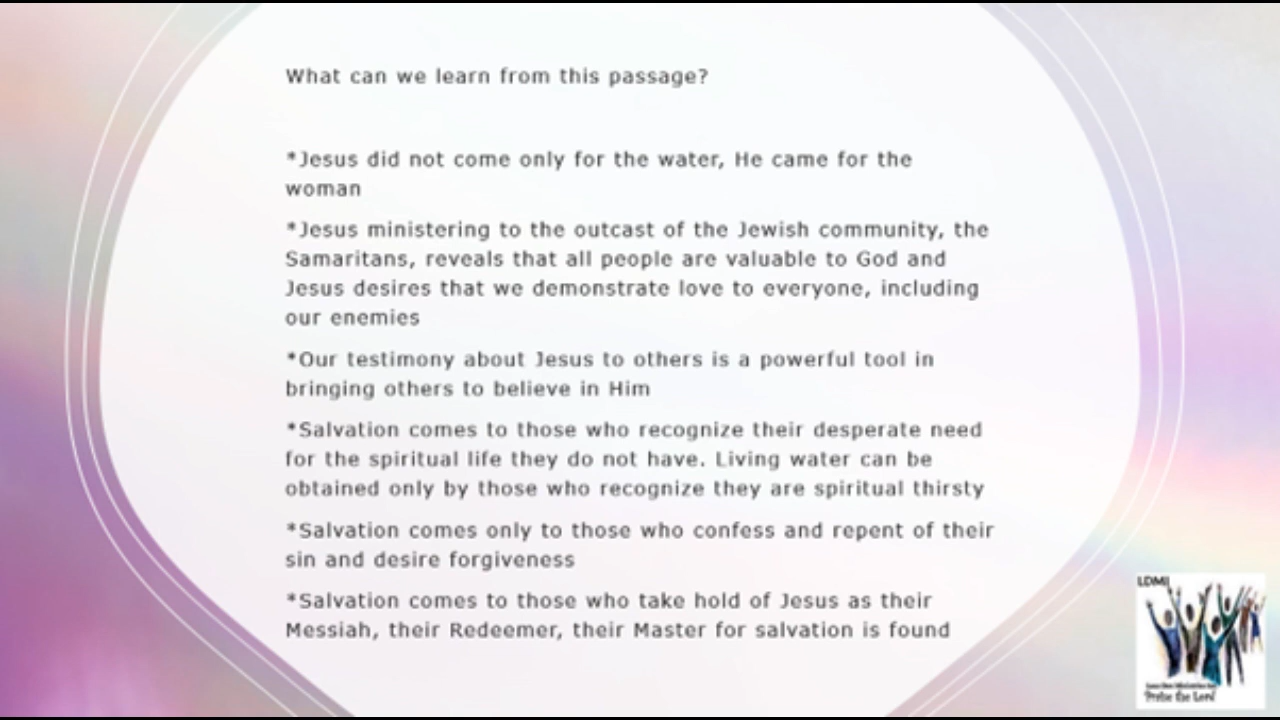 What can we learn from this passage?
*Jesus did not come only for the water, He came for the
woman
*Jesus ministering to the outcast of the Jewish community, the
Samaritans, reveals that all people are valuable to God and
Jesus desires that we demonstrate love to everyone, including
our enemies
*Our testimony about Jesus to others is a powerful tool in
bringing others to believe in Him
*Salvation comes to those who recognize their desperate need
for the spiritual life they do not have. Living water can be
obtained only by those who recognize they are spiritual thirsty
*Salvation comes only to those who confess and repent of their
sin and desire forgiveness
*Salvation comes to those who take hold of Jesus as their
Messiah, their Redeemer, their Master for salvation is found
LDMI
Praise the Lord